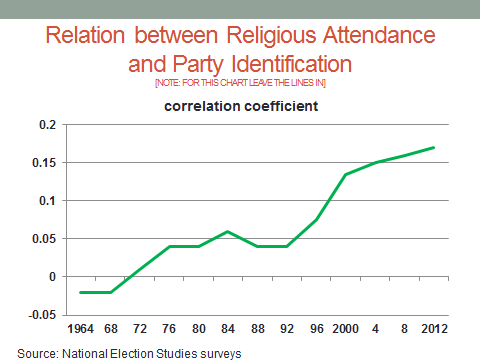 Relation between Religious Attendance
and Party Identification
[NOTE: FOR THIS CHART LEAVE THE LINES IN]
correlation coefficient
0.2
0.15
0.1
0.05
0
-0.05
1964 68 72 76 80 84 88 92 96 2000 4 8 2012
Source: National Election Studies surveys